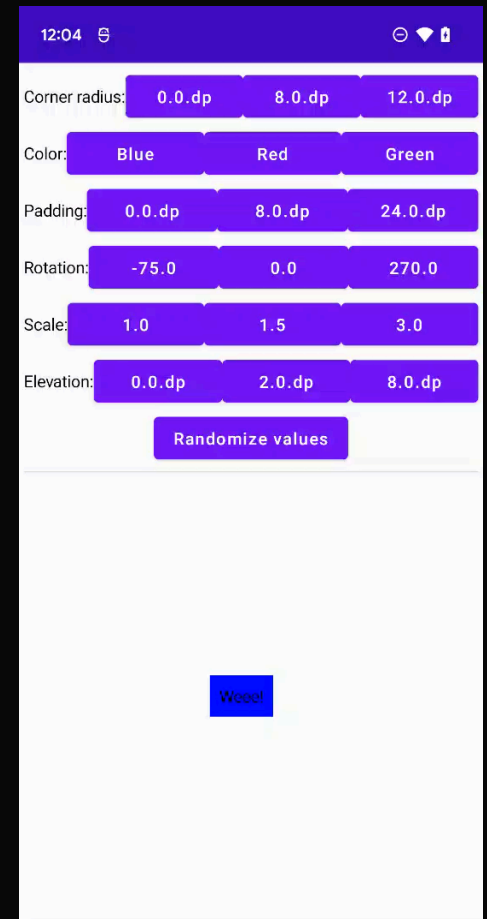 12:04
Corner radius: 0.0.dp 8.0.dp 12.0.dp
Color: Blue Red Green
Padding: 0.0.dp 8.0.dp 24.0.dp
Rotation: -75.0 0.0 270.0
Scale: 1.0 1.5 3.0
Elevation: 0.0.dp 2.0.dp 8.0.dp
Randomize values
Weee!